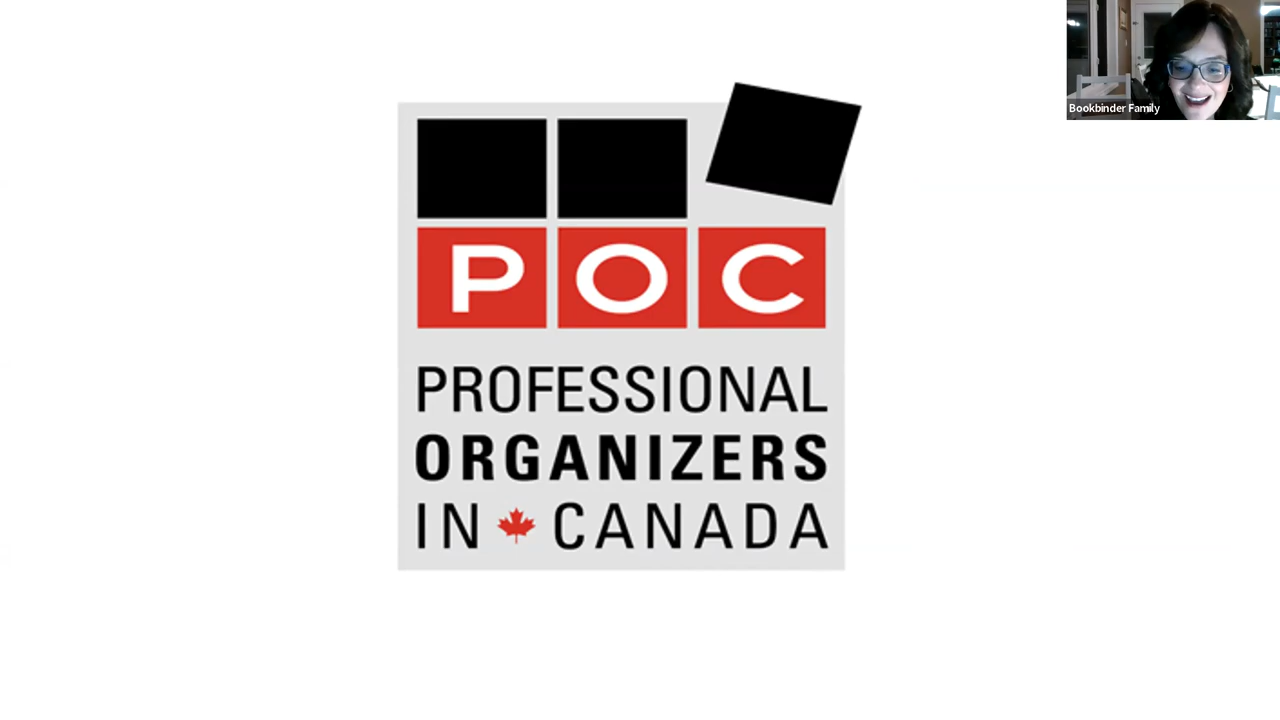 Bookbinder Family
POC
PROFESSIONAL
ORGANIZERS
IN CANADA